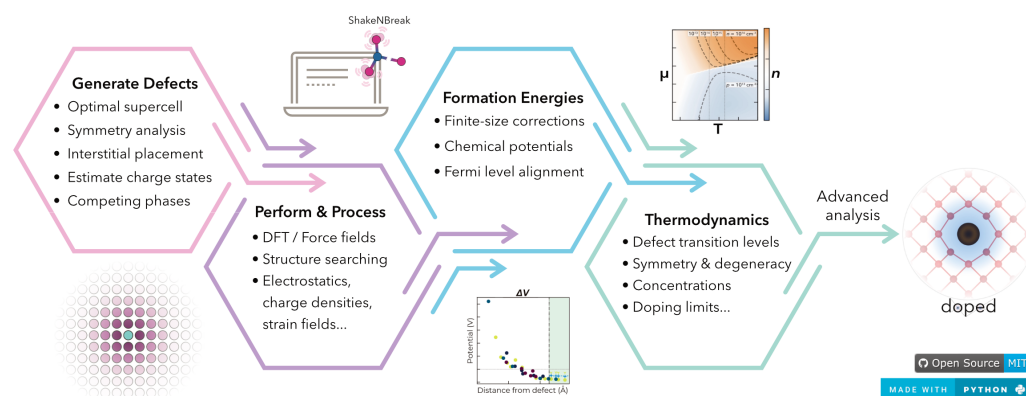 ShakeNBreak
Generate Defects
• Optimal supercell
• Symmetry analysis
• Interstitial placement
• Estimate charge states
• Competing phases
Perform & Process
• DFT / Force fields
• Structure searching
• Electrostatics,
charge densities,
strain fields...
Formation Energies
• Finite-size corrections
• Chemical potentials
• Fermi level alignment
ΔV
Potential (V)
Distance from defect (Å)
μ
n
T
Thermodynamics
• Defect transition levels
• Symmetry & degeneracy
• Concentrations
• Doping limits...
Advanced
analysis
doped
Open Source MIT
MADE WITH PYTHON